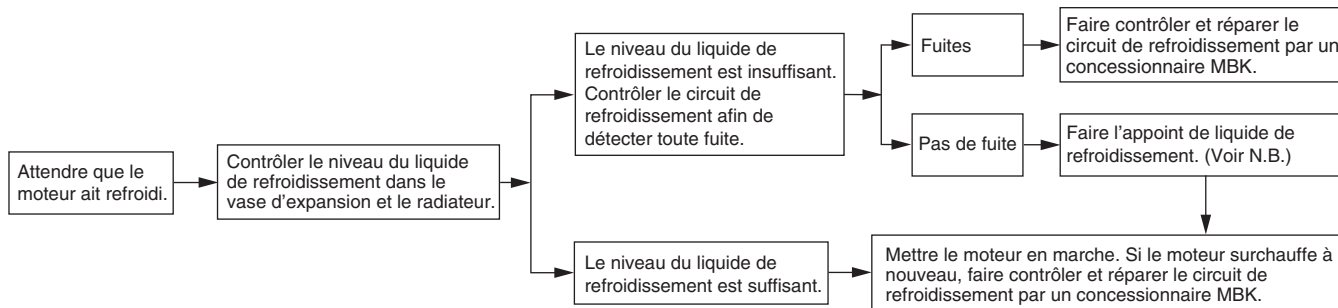 Attendre que le
moteur ait refroidi.
Contrôler le niveau du liquide
de refroidissement dans le
vase d'expansion et le radiateur.
Le niveau du liquide de
refroidissement est insuffisant.
Contrôler le circuit de
refroidissement afin de
détecter toute fuite.
Fuites
Faire contrôler et réparer le
circuit de refroidissement par un
concessionnaire MBK.
Pas de fuite
Faire l'appoint de liquide de
refroidissement. (Voir N.B.)
Le niveau du liquide de
refroidissement est suffisant.
Mettre le moteur en marche. Si le moteur surchauffe à
nouveau, faire contrôler et réparer le circuit de
refroidissement par un concessionnaire MBK.